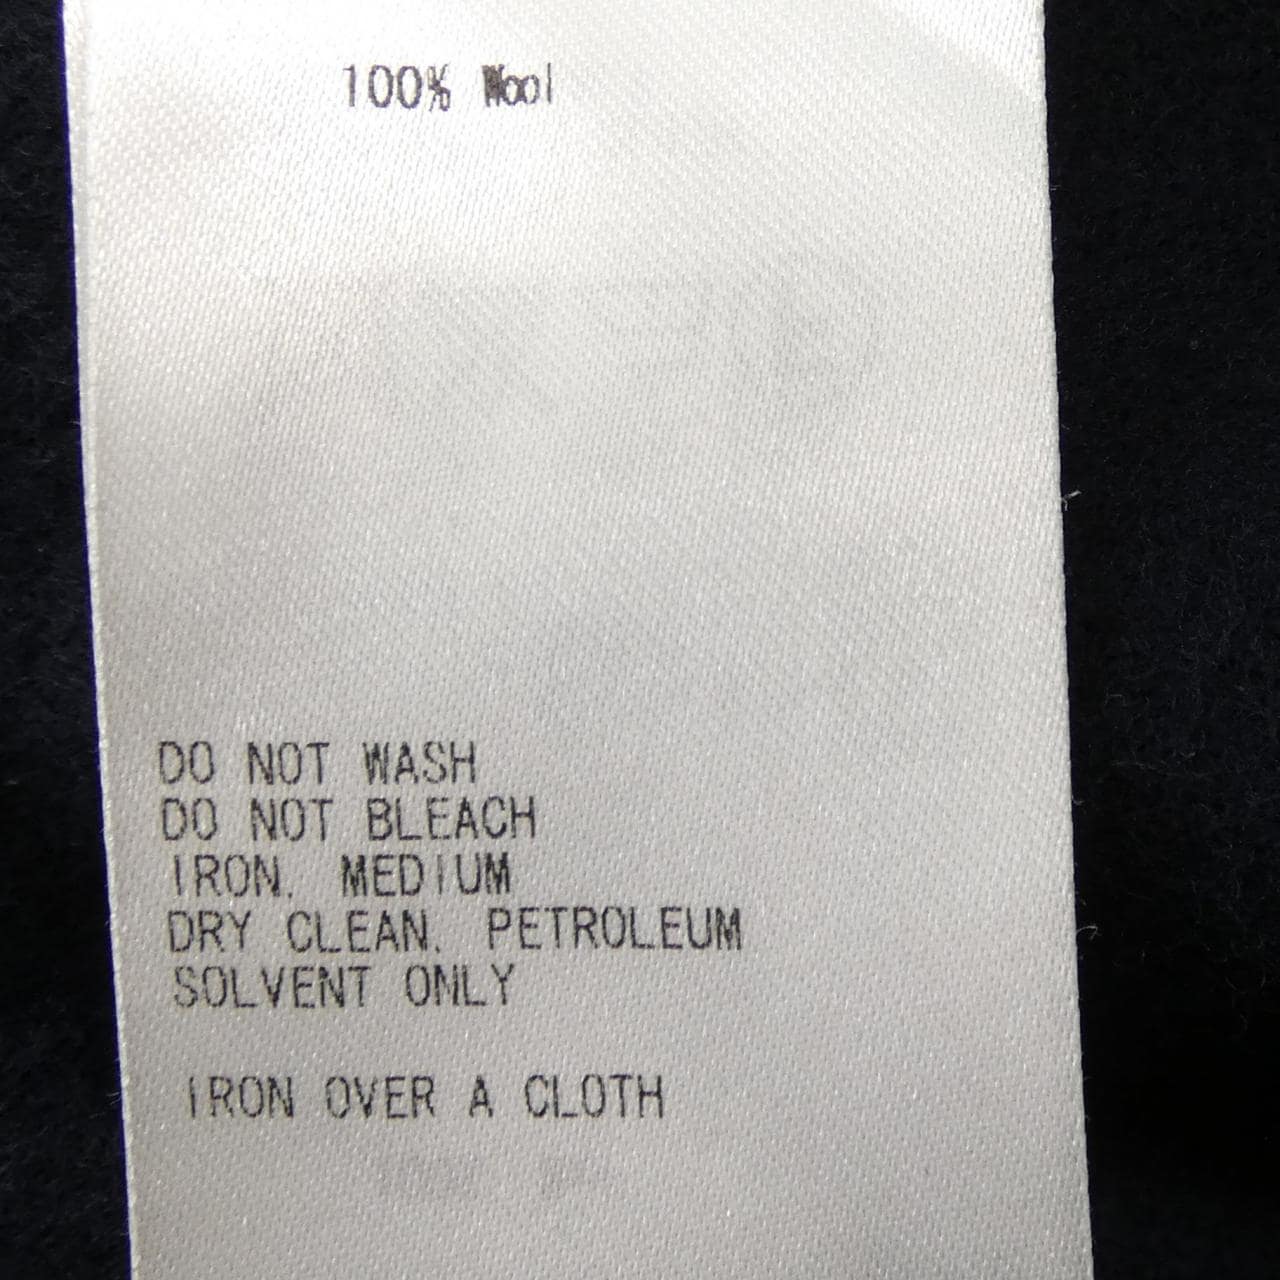 100% Wool
DO NOT WASH
DO NOT BLEACH
IRON. MEDIUM
DRY CLEAN. PETROLEUM
SOLVENT ONLY
IRON OVER A CLOTH